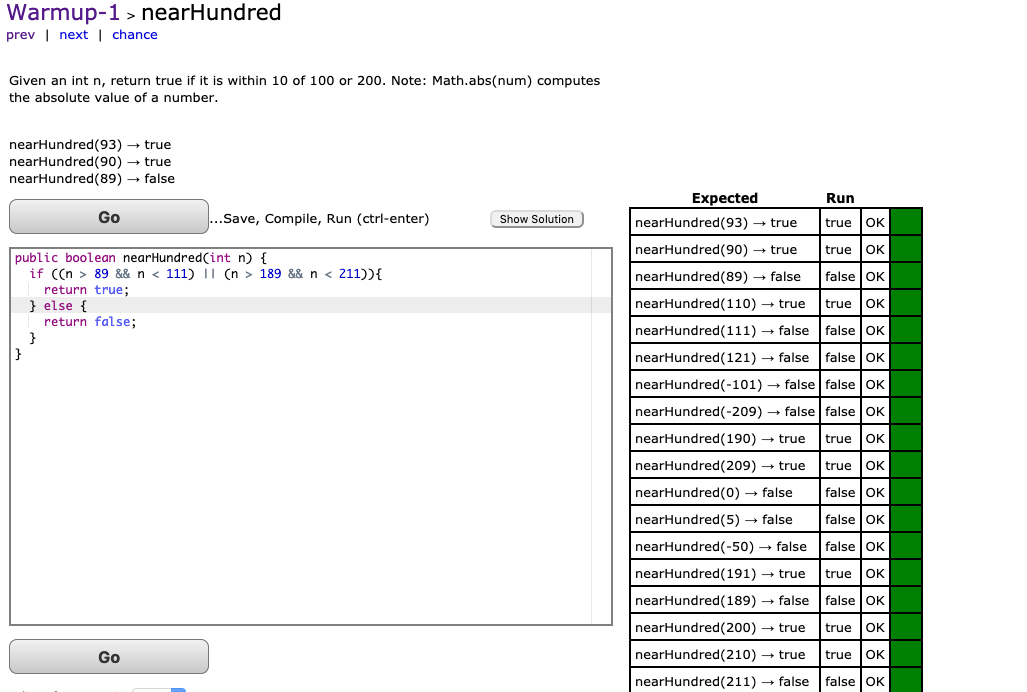 Warmup-1 > nearHundred
prev | next | chance
Given an int n, return true if it is within 10 of 100 or 200. Note: Math.abs(num) computes
the absolute value of a number.
nearHundred(93) → true
nearHundred(90) → true
nearHundred(89) → false
Go ...Save, Compile, Run (ctrl-enter) Show Solution
public boolean nearHundred(int n) {
  if ((n > 89 && n < 111) || (n > 189 && n < 211)){
    return true;
  } else {
    return false;
  }
}
Go
Expected Run
nearHundred(93) → true true OK
nearHundred(90) → true true OK
nearHundred(89) → false false OK
nearHundred(110) → true true OK
nearHundred(111) → false false OK
nearHundred(121) → false false OK
nearHundred(-101) → false false OK
nearHundred(-209) → false false OK
nearHundred(190) → true true OK
nearHundred(209) → true true OK
nearHundred(0) → false false OK
nearHundred(5) → false false OK
nearHundred(-50) → false false OK
nearHundred(191) → true true OK
nearHundred(189) → false false OK
nearHundred(200) → true true OK
nearHundred(210) → true true OK
nearHundred(211) → false false OK